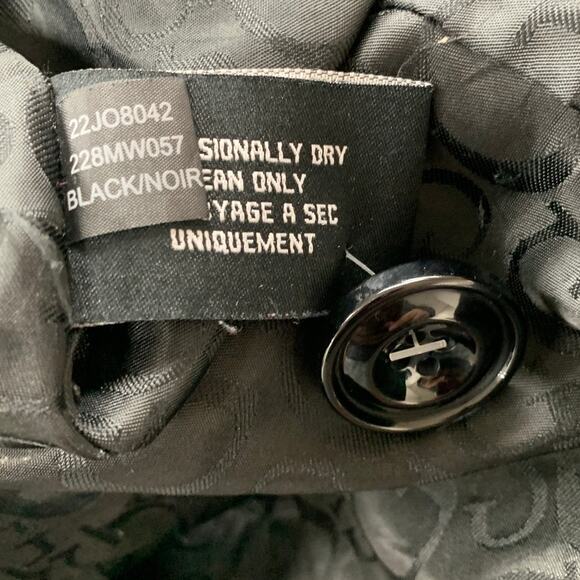 22JO8042
228MW057
BLACK/NOIR
SIONALLY DRY
EAN ONLY
YAGE A SEC
UNIQUEMENT